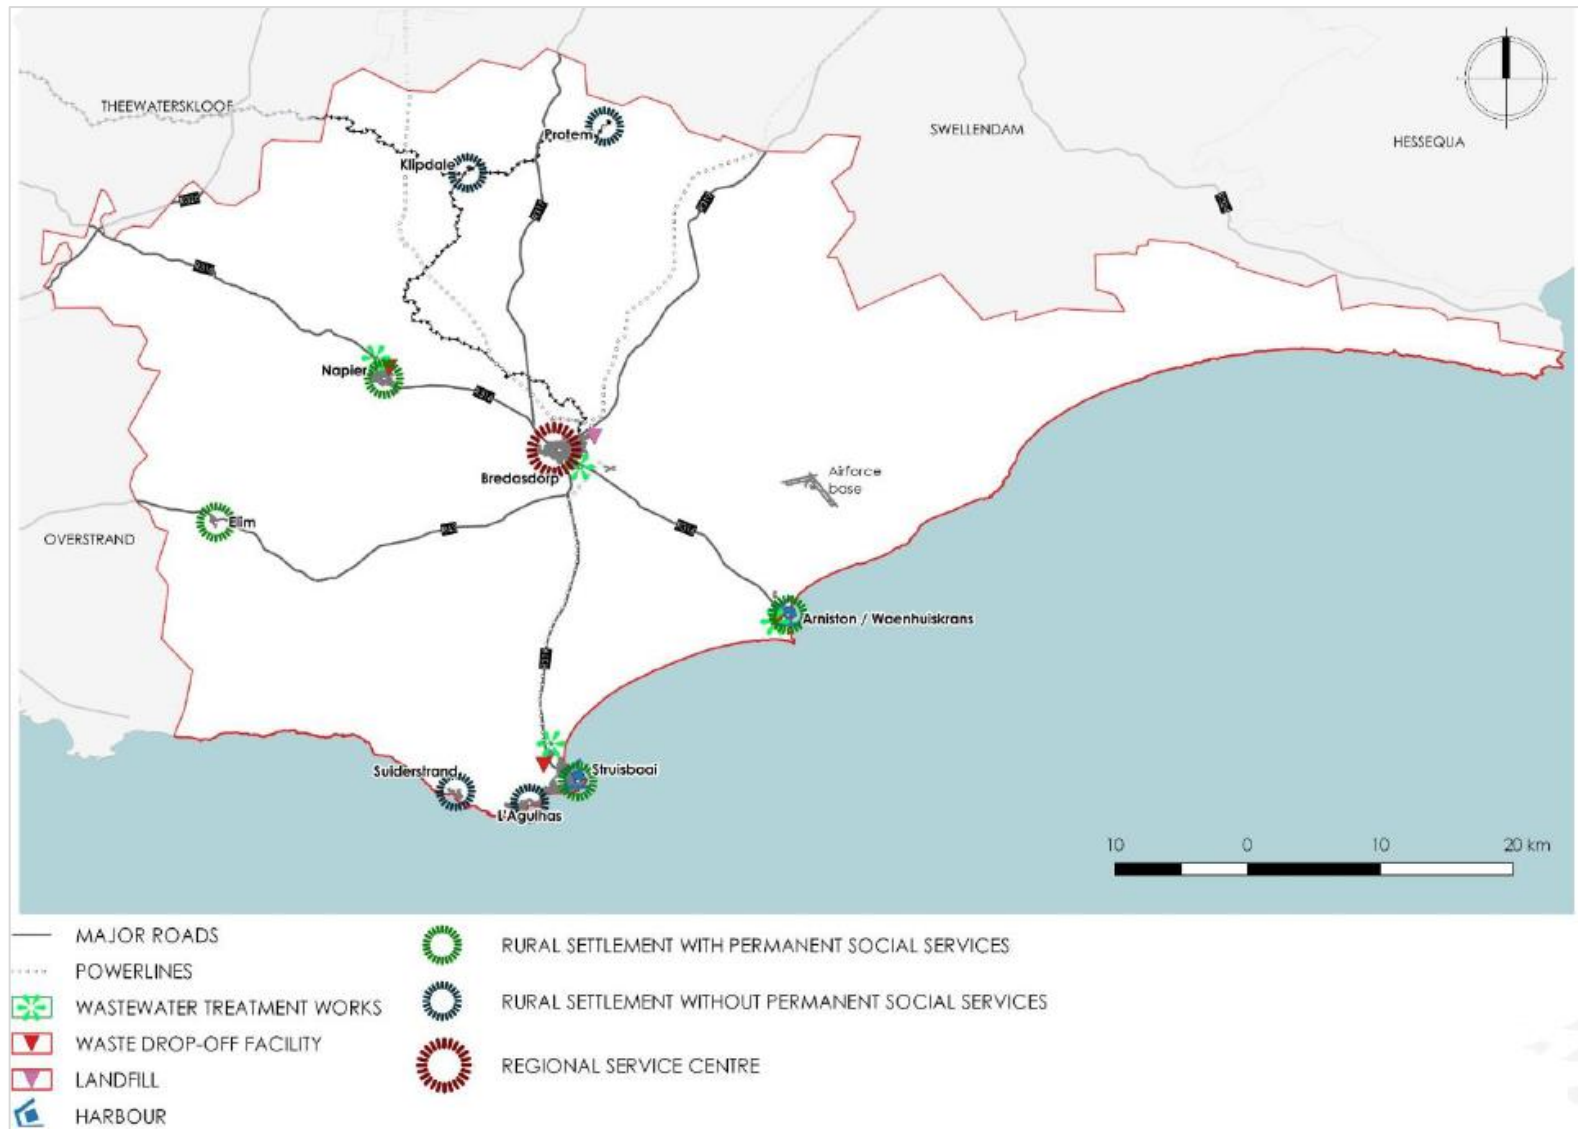 THEEWATERSKLOOF
SWELLENDAM
HESSEQUA
Protem
Klipdale
Napier
Bredasdorp
Airforce
base
Elim
OVERSTRAND
Arniston / Waenhuiskrans
Suiderstrand
Struisbaai
L'Agulhas
10 0 10 20 km
MAJOR ROADS
POWERLINES
WASTEWATER TREATMENT WORKS
WASTE DROP-OFF FACILITY
LANDFILL
HARBOUR
RURAL SETTLEMENT WITH PERMANENT SOCIAL SERVICES
RURAL SETTLEMENT WITHOUT PERMANENT SOCIAL SERVICES
REGIONAL SERVICE CENTRE